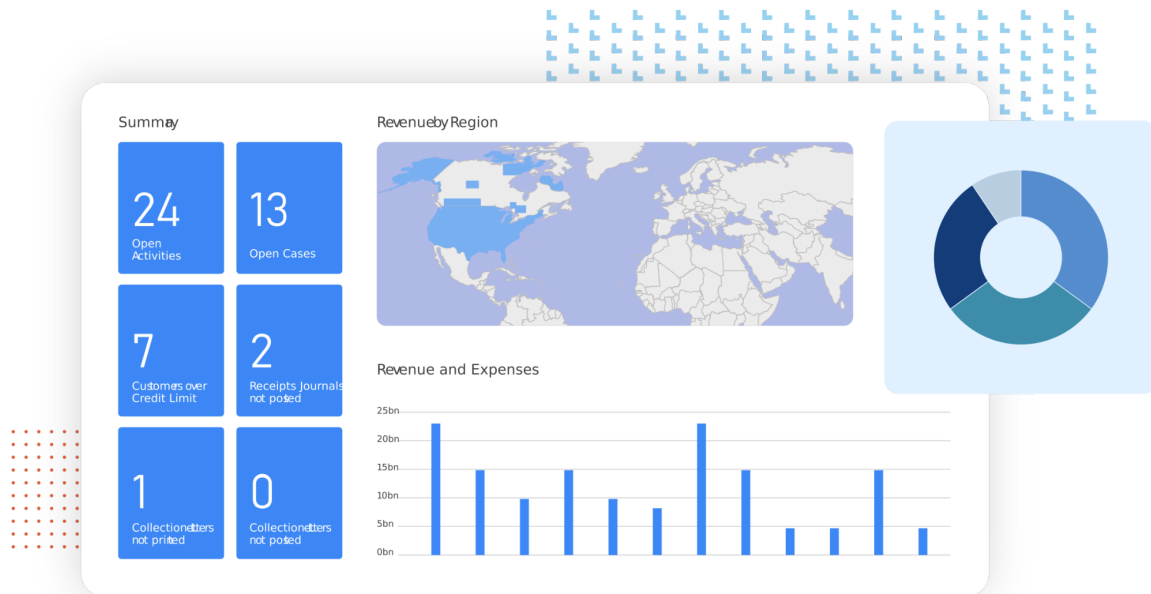 Summary
24
Open
Activities
13
Open Cases
7
Customers over
Credit Limit
2
Receipts Journals
not posted
1
Collection letters
not printed
0
Collection letters
not posted
Revenue by Region
Revenue and Expenses
25bn
20bn
15bn
10bn
5bn
0bn